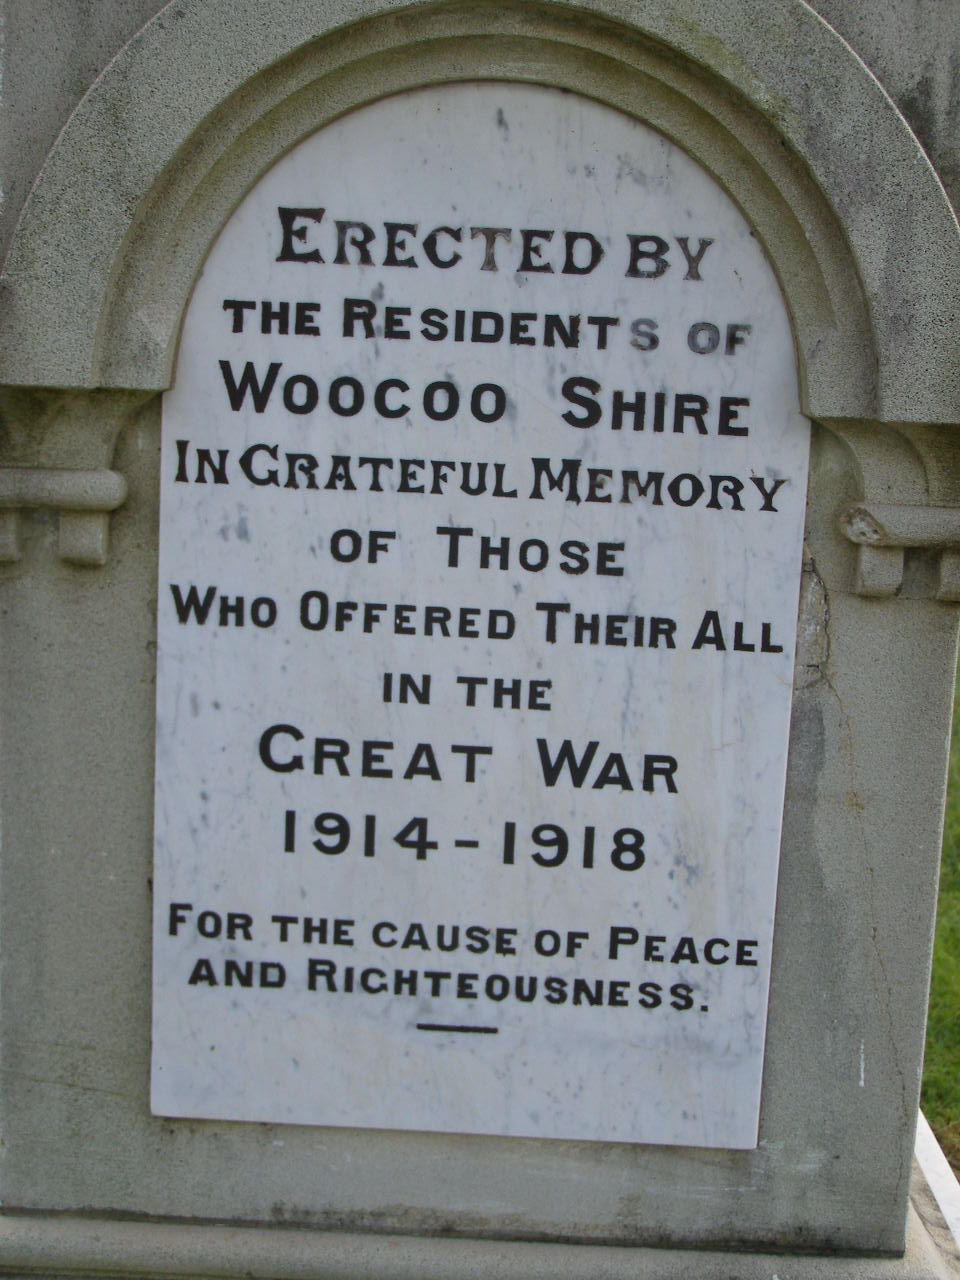 ERECTED BY
THE RESIDENTS OF
WOOCOO SHIRE
IN GRATEFUL MEMORY
OF THOSE
WHO OFFERED THEIR ALL
IN THE
GREAT WAR
1914-1918
FOR THE CAUSE OF PEACE
AND RIGHTEOUSNESS.